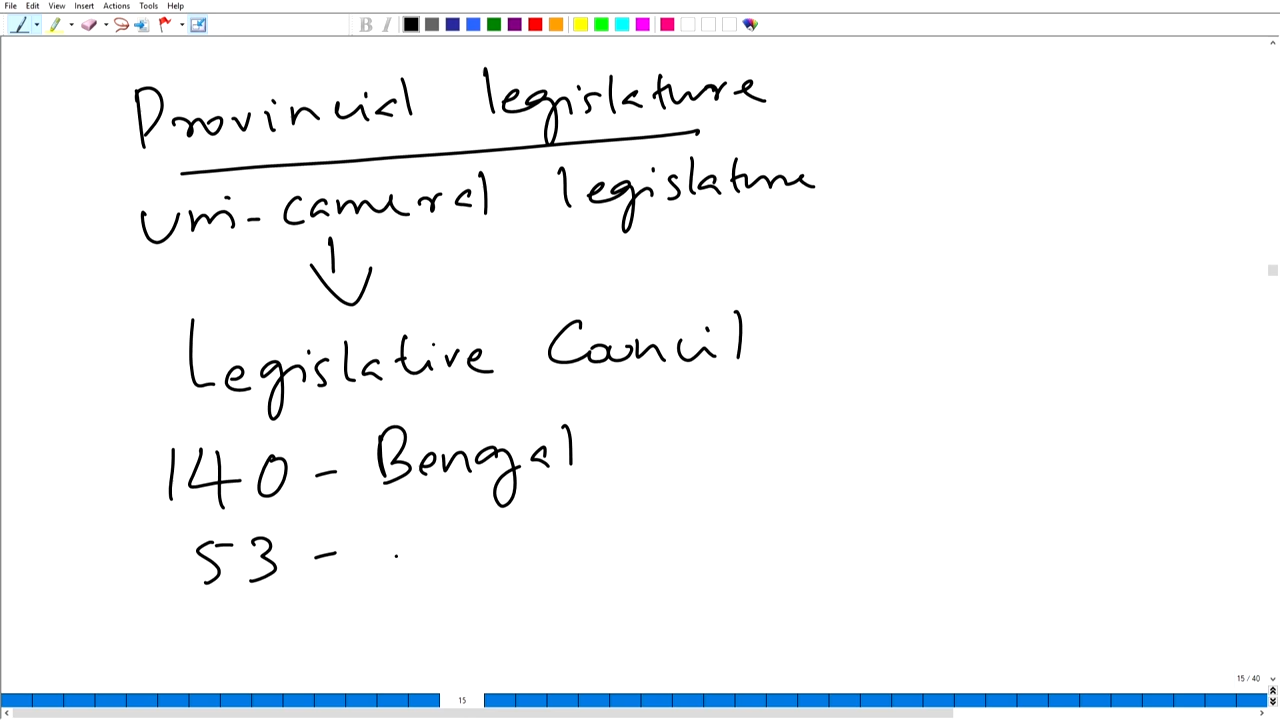 File Edit View Insert Actions Tools Help
B I
Provincial legislature
uni-cameral legislature
Legislative Council
140 - Bengal
53 -
15 / 40
15